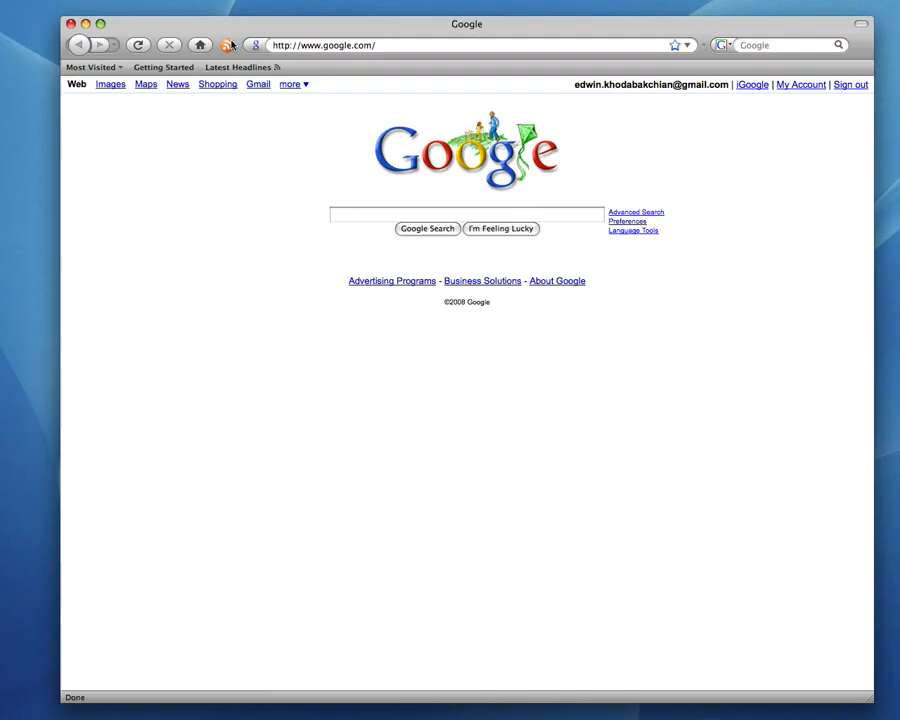 Google
http://www.google.com/
Google
Most Visited
Getting Started
Latest Headlines
Web Images Maps News Shopping Gmail more ▼
edwin.khodabakchian@gmail.com | iGoogle | My Account | Sign out
Google
Advanced Search
Preferences
Language Tools
Google Search
I'm Feeling Lucky
Advertising Programs - Business Solutions - About Google
©2008 Google
Done